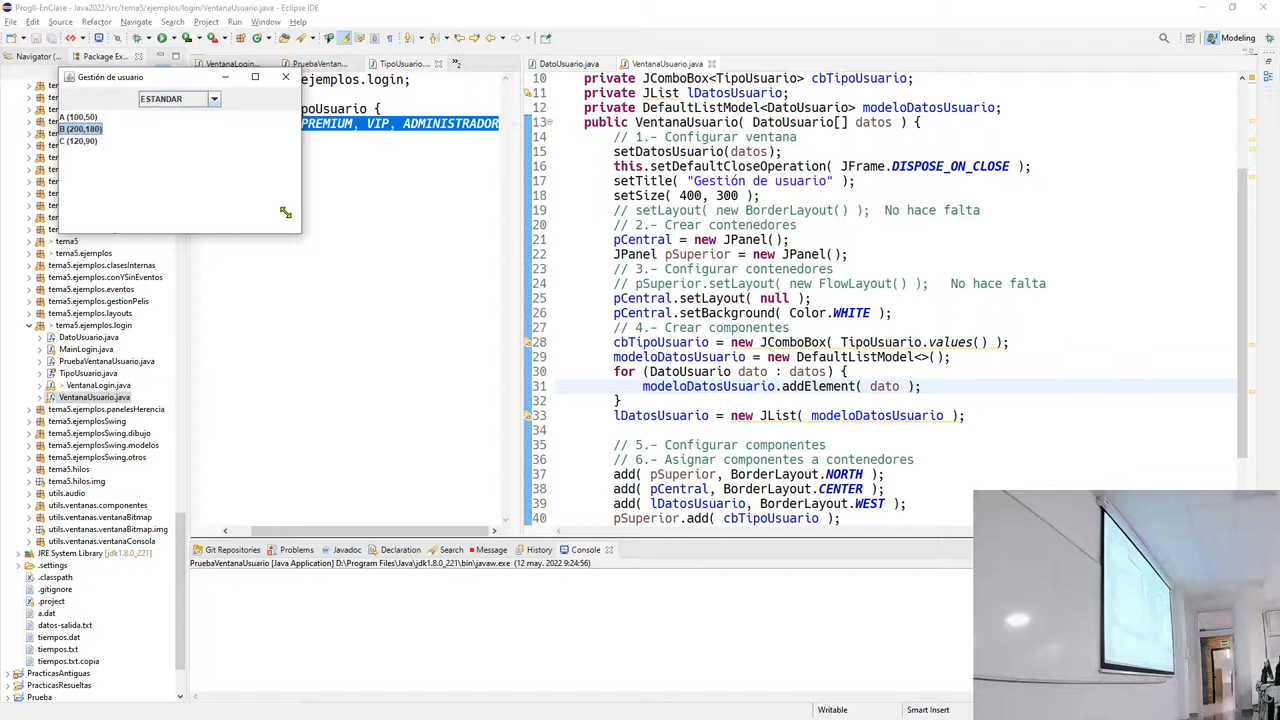 ProgII-EnClase - Java2022/src/tema5/ejemplos/login/VentanaUsuario.java - Eclipse IDE
File Edit Source Refactor Navigate Search Project Run Window Help
Modeling
Navigator (
Package Ex...
VentanaLogin....
PruebaVentan...
TipoUsuario....
DatoUsuario.java
VentanaUsuario.java
Gestión de usuario
ESTANDAR
A (100,50)
B (200,180)
C (120,90)
ejemplos.login;
poUsuario {
PREMIUM, VIP, ADMINISTRADOR
> tema5
> tema5.ejemplos
tema5.ejemplos.clasesInternas
tema5.ejemplos.conYSinEventos
tema5.ejemplos.eventos
tema5.ejemplos.gestionPelis
tema5.ejemplos.layouts
> tema5.ejemplos.login
DatoUsuario.java
MainLogin.java
PruebaVentanaUsuario.java
TipoUsuario.java
> VentanaLogin.java
VentanaUsuario.java
tema5.ejemplos.panelesHerencia
tema5.ejemplosSwing
tema5.ejemplosSwing.dibujo
tema5.ejemplosSwing.modelos
tema5.ejemplosSwing.otros
tema5.hilos
tema5.hilos.img
utils.audio
utils.ventanas.componentes
utils.ventanas.ventanaBitmap
utils.ventanas.ventanaBitmap.img
utils.ventanas.ventanaConsola
JRE System Library [jdk1.8.0_221]
.settings
.classpath
.gitignore
.project
a.dat
datos-salida.txt
tiempos.dat
tiempos.txt
tiempos.txt.copia
PracticasAntiguas
PracticasResueltas
Prueba
10 private JComboBox<TipoUsuario> cbTipoUsuario;
11 private JList lDatosUsuario;
12 private DefaultListModel<DatoUsuario> modeloDatosUsuario;
13 public VentanaUsuario( DatoUsuario[] datos ) {
14 // 1.- Configurar ventana
15 setDatosUsuario(datos);
16 this.setDefaultCloseOperation( JFrame.DISPOSE_ON_CLOSE );
17 setTitle( "Gestión de usuario" );
18 setSize( 400, 300 );
19 // setLayout( new BorderLayout() ); No hace falta
20 // 2.- Crear contenedores
21 pCentral = new JPanel();
22 JPanel pSuperior = new JPanel();
23 // 3.- Configurar contenedores
24 // pSuperior.setLayout( new FlowLayout() ); No hace falta
25 pCentral.setLayout( null );
26 pCentral.setBackground( Color.WHITE );
27 // 4.- Crear componentes
28 cbTipoUsuario = new JComboBox( TipoUsuario.values() );
29 modeloDatosUsuario = new DefaultListModel<>();
30 for (DatoUsuario dato : datos) {
31 modeloDatosUsuario.addElement( dato );
32 }
33 lDatosUsuario = new JList( modeloDatosUsuario );
34
35 // 5.- Configurar componentes
36 // 6.- Asignar componentes a contenedores
37 add( pSuperior, BorderLayout.NORTH );
38 add( pCentral, BorderLayout.CENTER );
39 add( lDatosUsuario, BorderLayout.WEST );
40 pSuperior.add( cbTipoUsuario );
Git Repositories Problems Javadoc Declaration Search Message History Console
PruebaVentanaUsuario [Java Application] D:\Program Files\Java\jdk1.8.0_221\bin\javaw.exe (12 may. 2022 9:24:56)
Writable Smart Insert